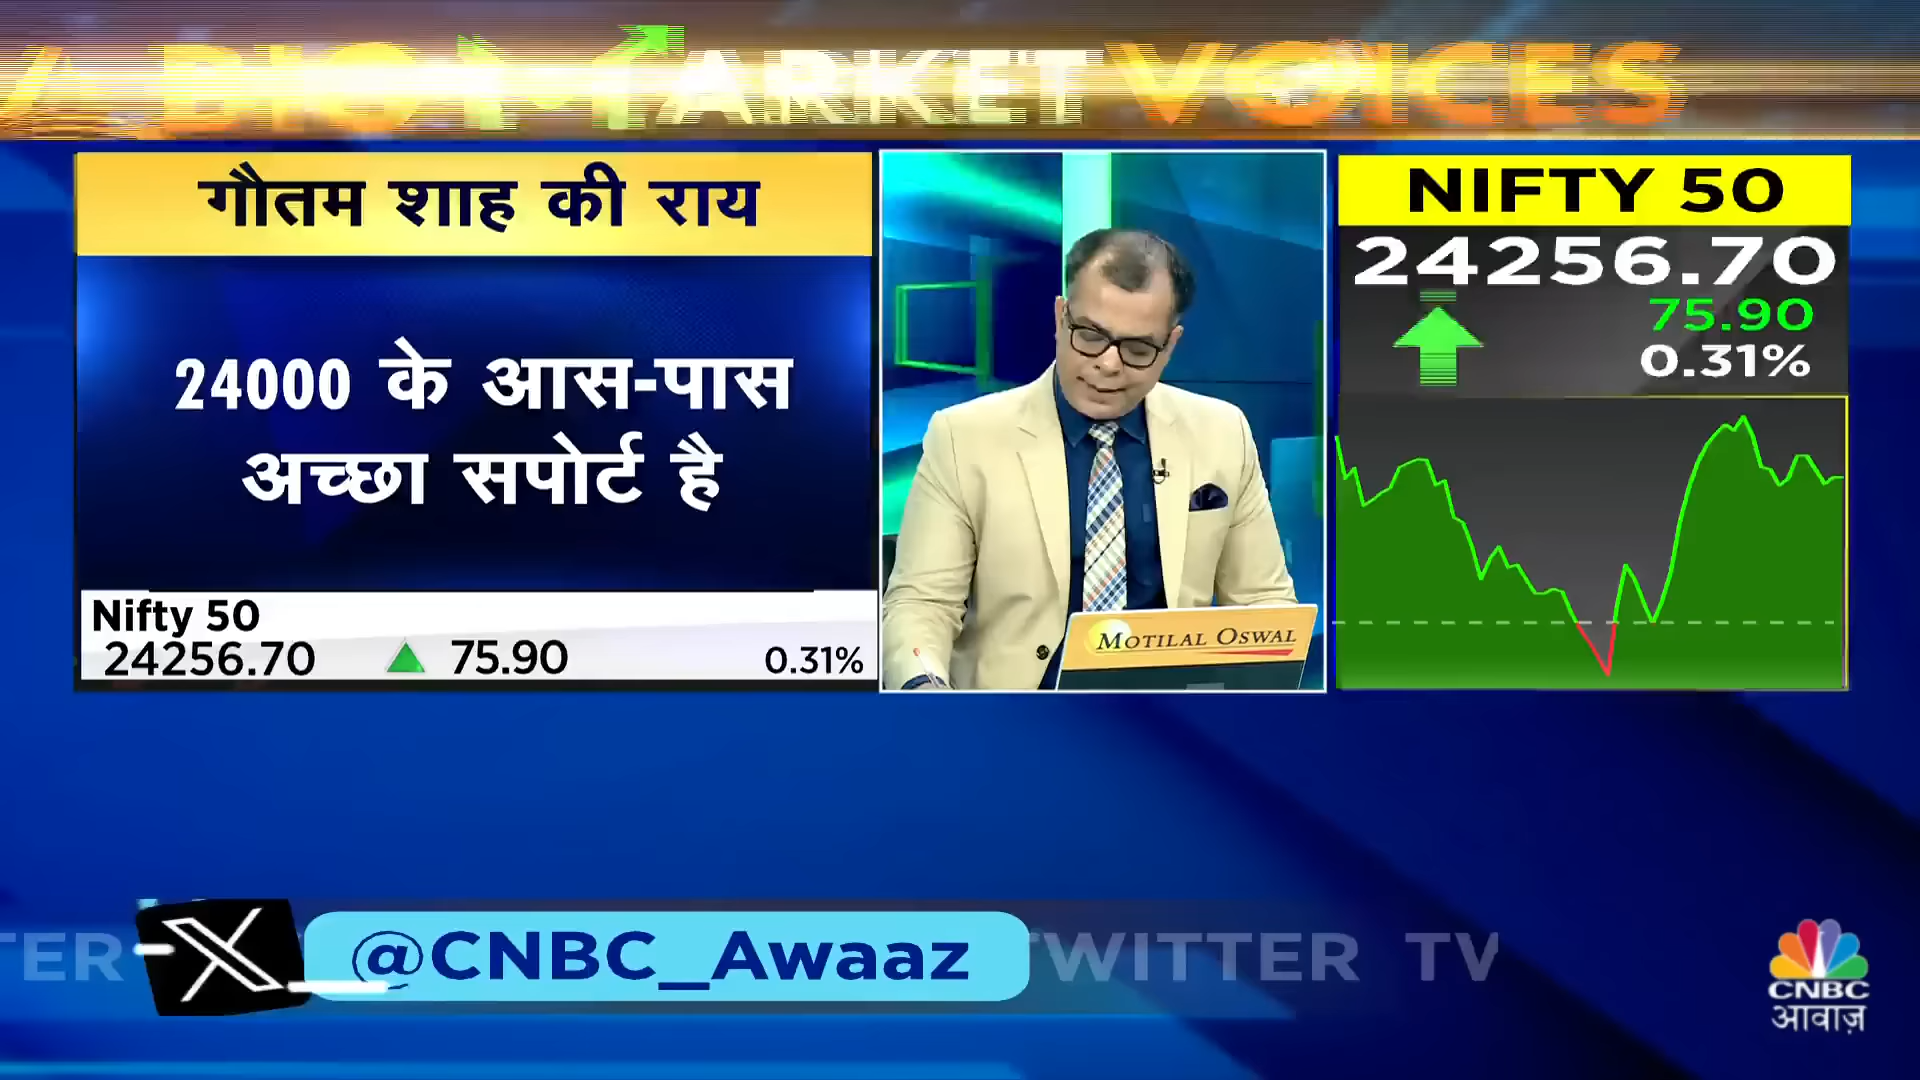 MARKET VOICES
गौतम शाह की राय
24000 के आस-पास
अच्छा सपोर्ट है
Nifty 50
24256.70 75.90 0.31%
MOTILAL OSWAL
NIFTY 50
24256.70
75.90
0.31%
TER
X @CNBC_Awaaz
TWITTER TV
CNBC
आवाज़